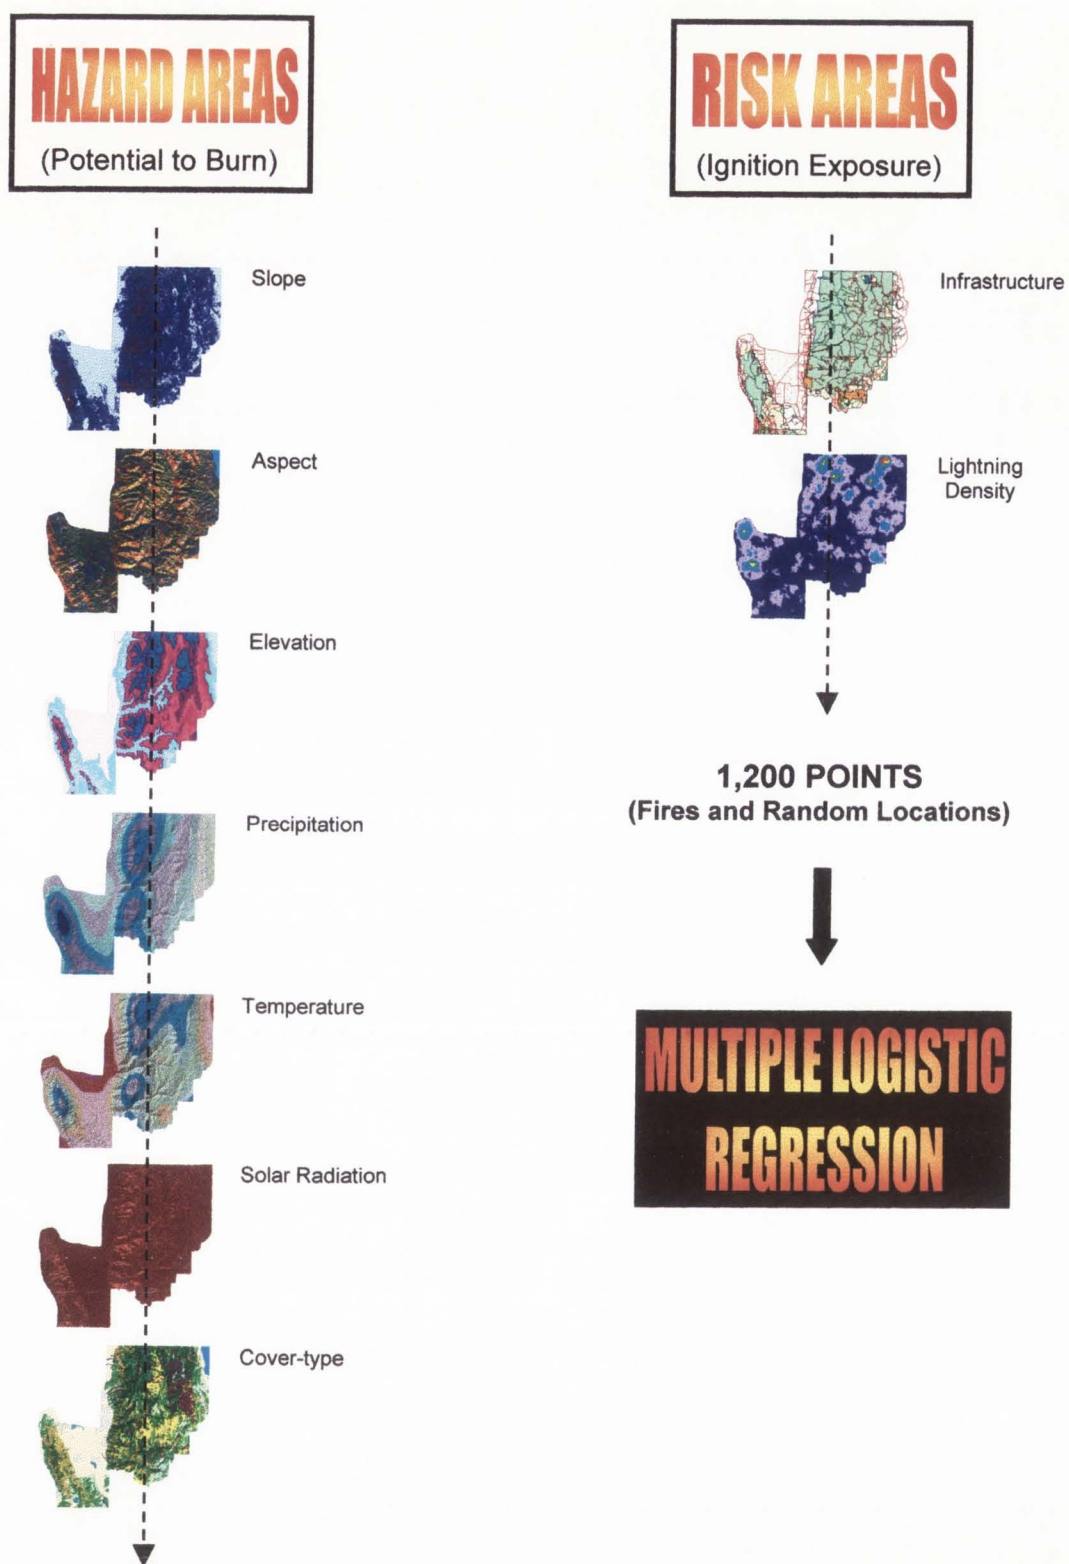 HAZARD AREAS
(Potential to Burn)
Slope
Aspect
Elevation
Precipitation
Temperature
Solar Radiation
Cover-type
RISK AREAS
(Ignition Exposure)
Infrastructure
Lightning
Density
1,200 POINTS
(Fires and Random Locations)
MULTIPLE LOGISTIC
REGRESSION